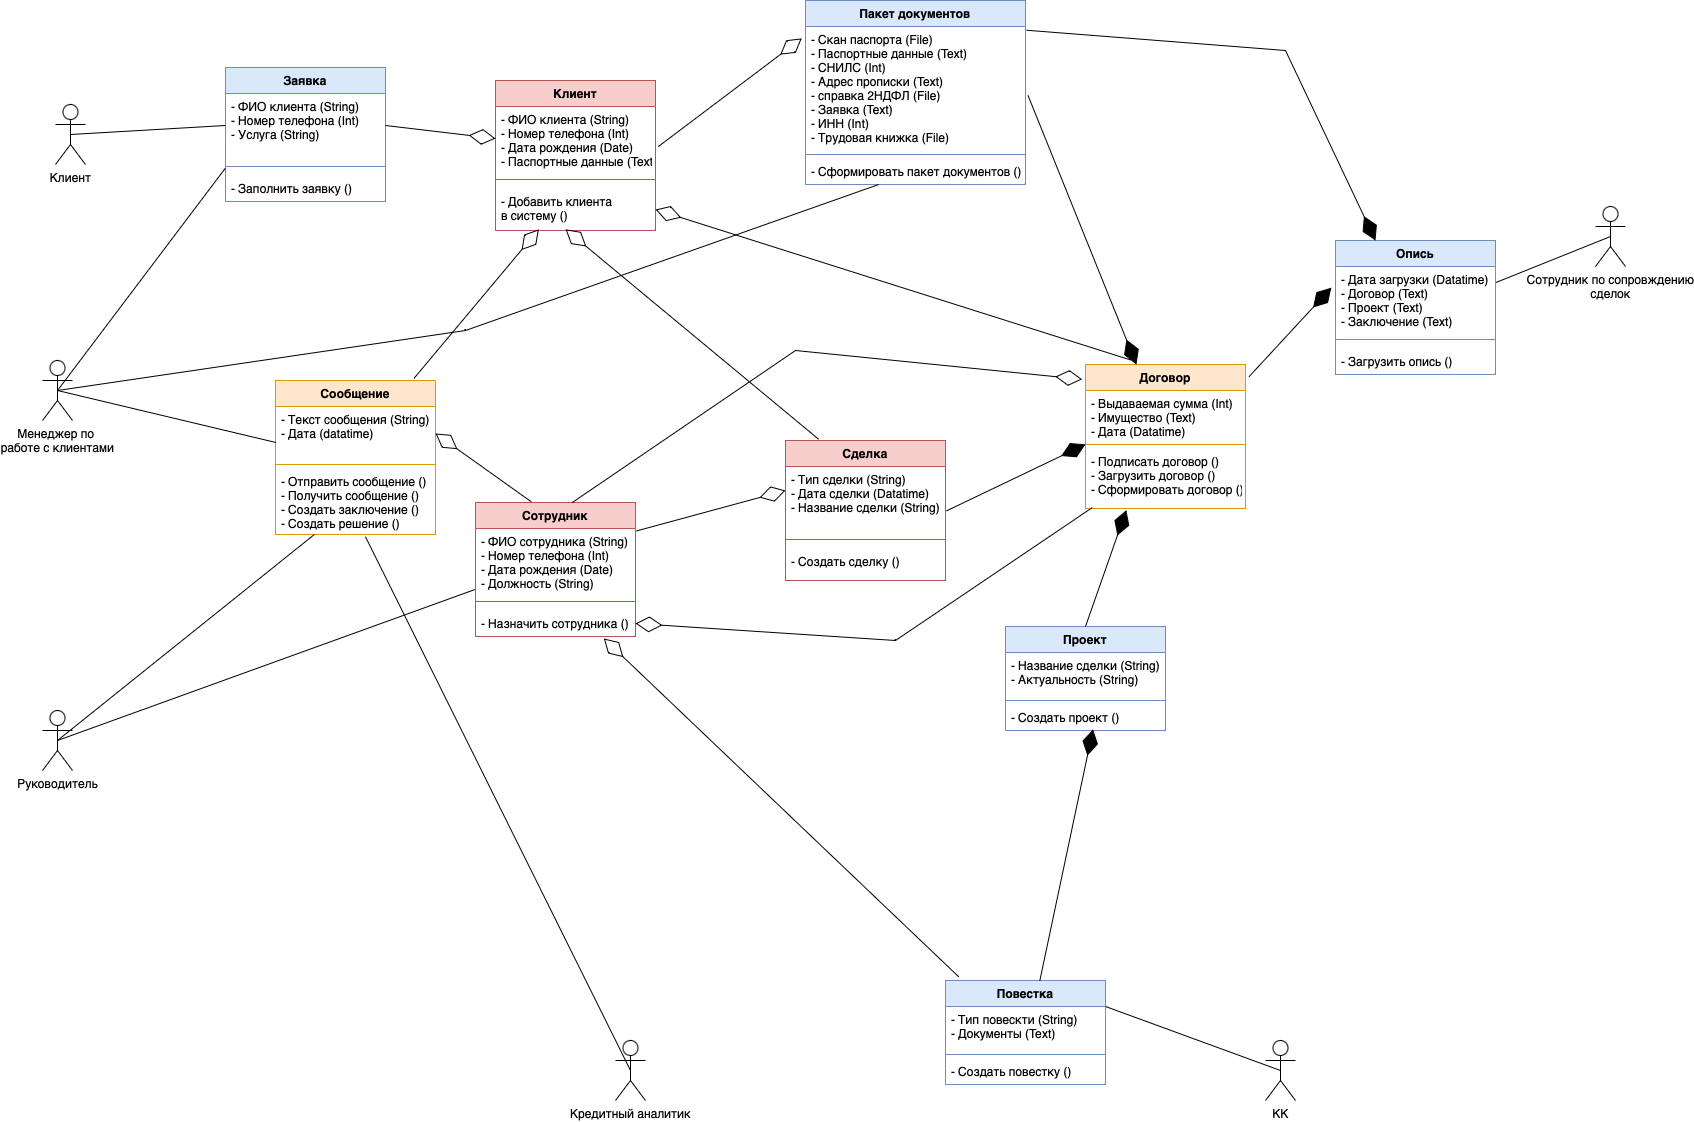 Пакет документов
- Скан паспорта (File)
- Паспортные данные (Text)
- СНИЛС (Int)
- Адрес прописки (Text)
- справка 2НДФЛ (File)
- Заявка (Text)
- ИНН (Int)
- Трудовая книжка (File)
- Сформировать пакет документов ()
Заявка
- ФИО клиента (String)
- Номер телефона (Int)
- Услуга (String)
- Заполнить заявку ()
Клиент
- ФИО клиента (String)
- Номер телефона (Int)
- Дата рождения (Date)
- Паспортные данные (Text
- Добавить клиента
в систему ()
Клиент
Опись
- Дата загрузки (Datatime)
- Договор (Text)
- Проект (Text)
- Заключение (Text)
- Загрузить опись ()
Сотрудник по сопровждению
сделок
Менеджер по
работе с клиентами
Сообщение
- Текст сообщения (String)
- Дата (datatime)
- Отправить сообщение ()
- Получить сообщение ()
- Создать заключение ()
- Создать решение ()
Договор
- Выдаваемая сумма (Int)
- Имущество (Text)
- Дата (Datatime)
- Подписать договор ()
- Загрузить договор ()
- Сформировать договор ()
Сделка
- Тип сделки (String)
- Дата сделки (Datatime)
- Название сделки (String)
- Создать сделку ()
Сотрудник
- ФИО сотрудника (String)
- Номер телефона (Int)
- Дата рождения (Date)
- Должность (String)
- Назначить сотрудника ()
Проект
- Название сделки (String)
- Актуальность (String)
- Создать проект ()
Руководитель
Повестка
- Тип повескти (String)
- Документы (Text)
- Создать повестку ()
Кредитный аналитик
КК